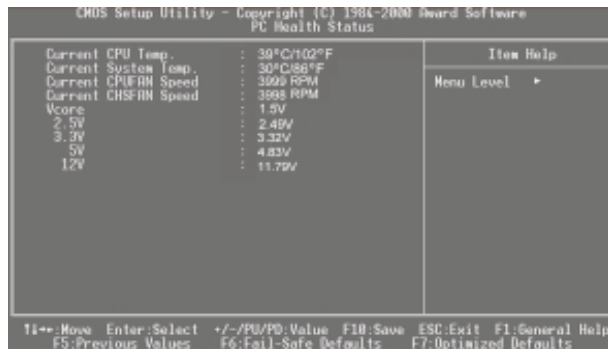 CMOS Setup Utility - Copyright (C) 1984-2000 Award Software
PC Health Status
Current CPU Temp. : 39°C/102°F
Current System Temp. : 30°C/86°F
Current CPUFAN Speed : 3999 RPM
Current CHSFAN Speed : 3998 RPM
Vcore : 1.5V
2.5V : 2.49V
3.3V : 3.32V
5V : 4.83V
12V : 11.79V
Item Help
Menu Level ►
↑↓→←:Move Enter:Select +/-/PU/PD:Value F10:Save ESC:Exit F1:General Help
F5:Previous Values F6:Fail-Safe Defaults F7:Optimized Defaults